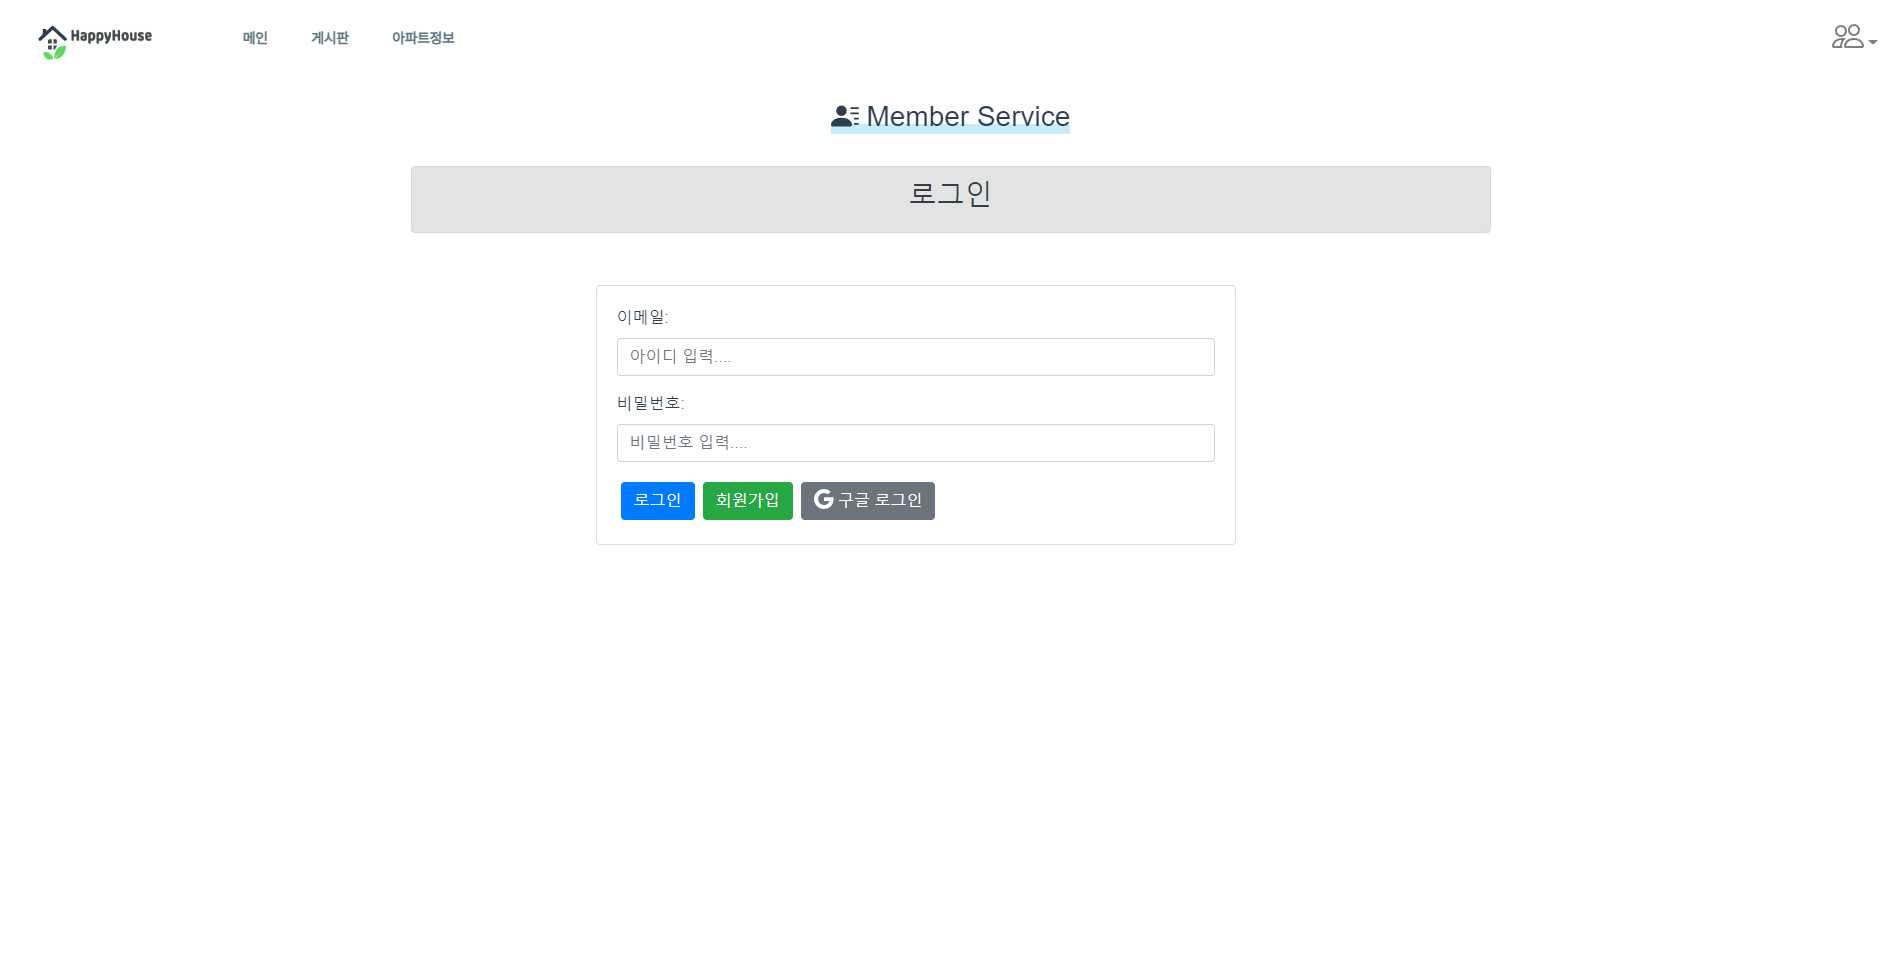 HappyHouse 메인 게시판 아파트정보
Member Service
로그인
이메일:
아이디 입력....
비밀번호:
비밀번호 입력....
로그인 회원가입 구글 로그인